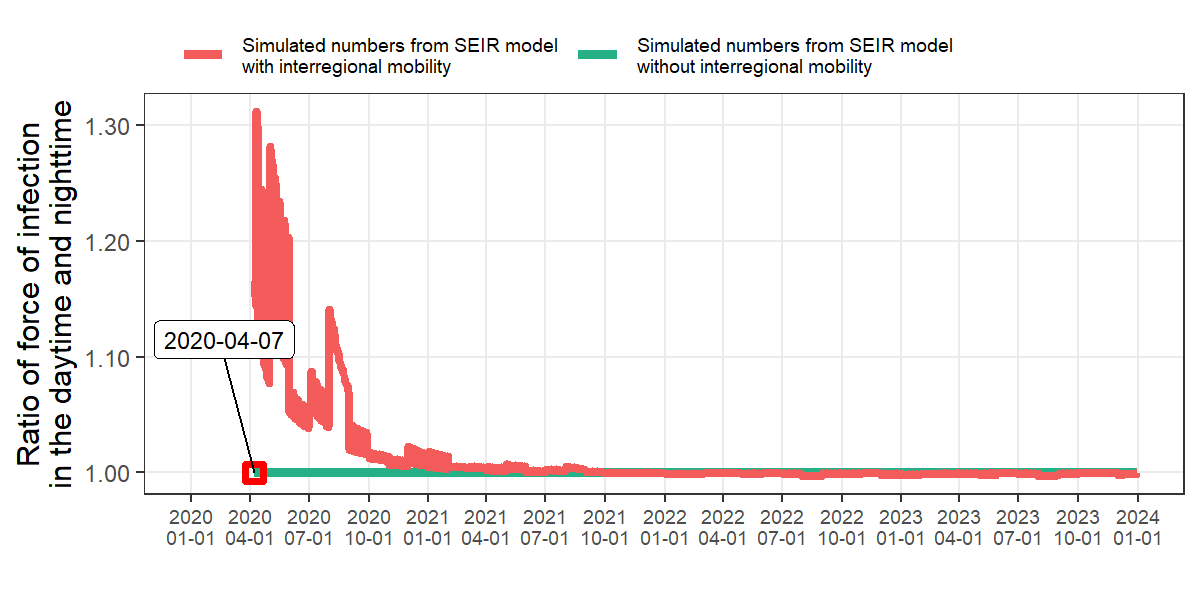 Simulated numbers from SEIR model
with interregional mobility
Simulated numbers from SEIR model
without interregional mobility
Ratio of force of infection
in the daytime and nighttime
1.30
1.20
1.10
1.00
2020-04-07
2020 2020 2020 2020 2021 2021 2021 2021 2022 2022 2022 2022 2023 2023 2023 2023 2024
01-01 04-01 07-01 10-01 01-01 04-01 07-01 10-01 01-01 04-01 07-01 10-01 01-01 04-01 07-01 10-01 01-01